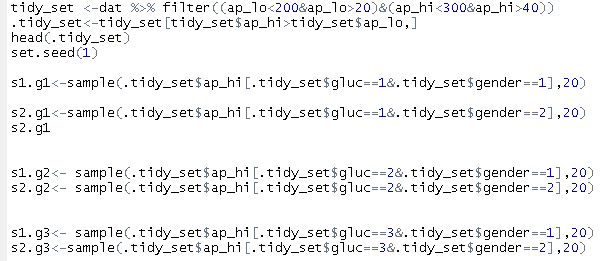 tidy_set <-dat %>% filter((ap_lo<200&ap_lo>20)&(ap_hi<300&ap_hi>40))
.tidy_set<-tidy_set[tidy_set$ap_hi>tidy_set$ap_lo,]
head(.tidy_set)
set.seed(1)
s1.g1<-sample(.tidy_set$ap_hi[.tidy_set$gluc==1&.tidy_set$gender==1],20)
s2.g1<-sample(.tidy_set$ap_hi[.tidy_set$gluc==1&.tidy_set$gender==2],20)
s2.g1
s1.g2<- sample(.tidy_set$ap_hi[.tidy_set$gluc==2&.tidy_set$gender==1],20)
s2.g2<- sample(.tidy_set$ap_hi[.tidy_set$gluc==2&.tidy_set$gender==2],20)
s1.g3<- sample(.tidy_set$ap_hi[.tidy_set$gluc==3&.tidy_set$gender==1],20)
s2.g3<-sample(.tidy_set$ap_hi[.tidy_set$gluc==3&.tidy_set$gender==2],20)